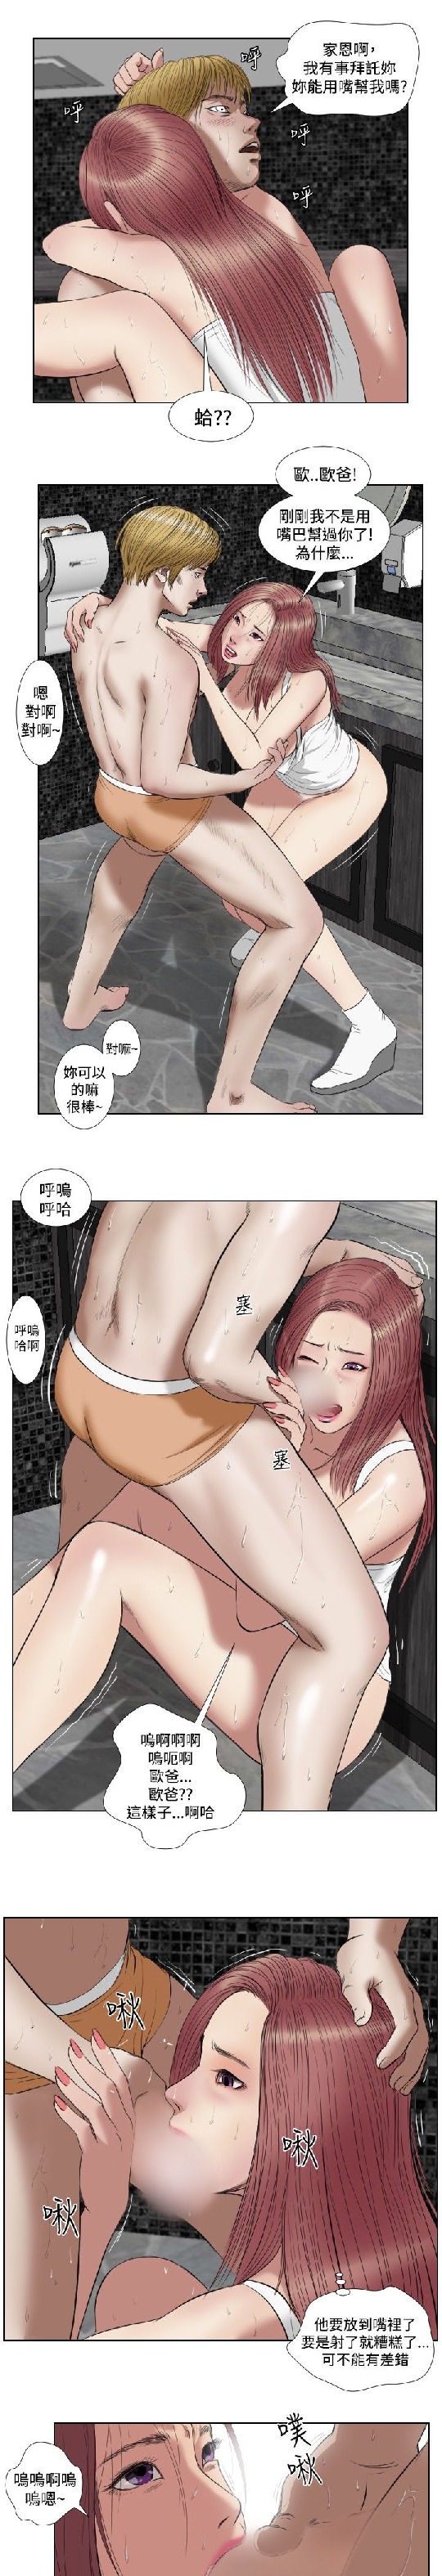 家恩啊，
我有事拜託妳
妳能用嘴幫我嗎?
呼
呼
呼
呼
蛤??
歐..歐爸!
剛剛我不是用
嘴巴幫過你了!
為什麼...
嗯
對啊
對啊~
對嘛~
妳可以
的嘛
很棒~
呼嗚
呼哈
呼嗚
哈啊
塞
塞
嗚啊啊啊
嗚呃啊
歐爸...
歐爸??
這樣子...啊哈
啾
啾
啾
他要放到嘴裡了
要是射了就糟糕了...
可不能有差錯
噗
啾
嗚嗚啊嗚
嗚嗯~